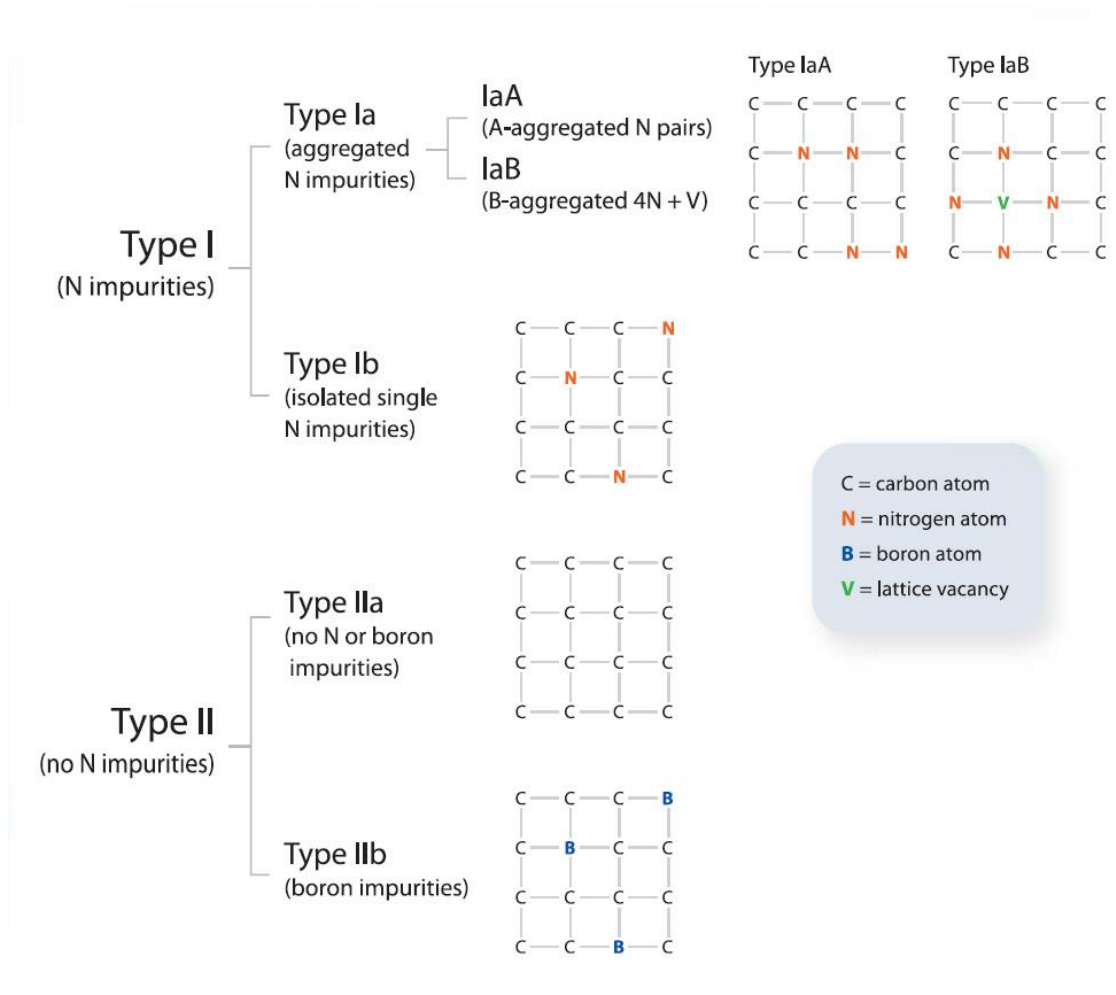 Type IaA
Type IaB
Type Ia
(aggregated
N impurities)
IaA
(A-aggregated N pairs)
IaB
(B-aggregated 4N + V)
C C C C
C N N C
C C C C
C C N N
C C C C
C N C C
N V N C
C N C C
Type I
(N impurities)
Type Ib
(isolated single
N impurities)
C C C N
C N C C
C C C C
C C N C
C = carbon atom
N = nitrogen atom
B = boron atom
V = lattice vacancy
Type IIa
(no N or boron
impurities)
C C C C
C C C C
C C C C
C C C C
Type II
(no N impurities)
Type IIb
(boron impurities)
C C C B
C B C C
C C C C
C C B C